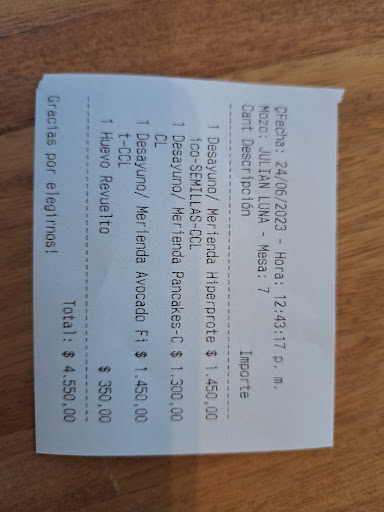 ÇFecha: 24/06/2023 - Hora: 12:43:17 p. m.
Mozo: JULIAN LUNA - Mesa: 7
Cant Descripción Importe
1 Desayuno/ Merienda Hiperprote $ 1.450,00
ico-SEMILLAS-CCL
1 Desayuno/ Merienda Pancakes-C $ 1.300,00
CL
1 Desayuno/ Merienda Avocado Fi $ 1.450,00
t-CCL
1 Huevo Revuelto $ 350,00
Total: $ 4.550,00
Gracias por elegirnos!